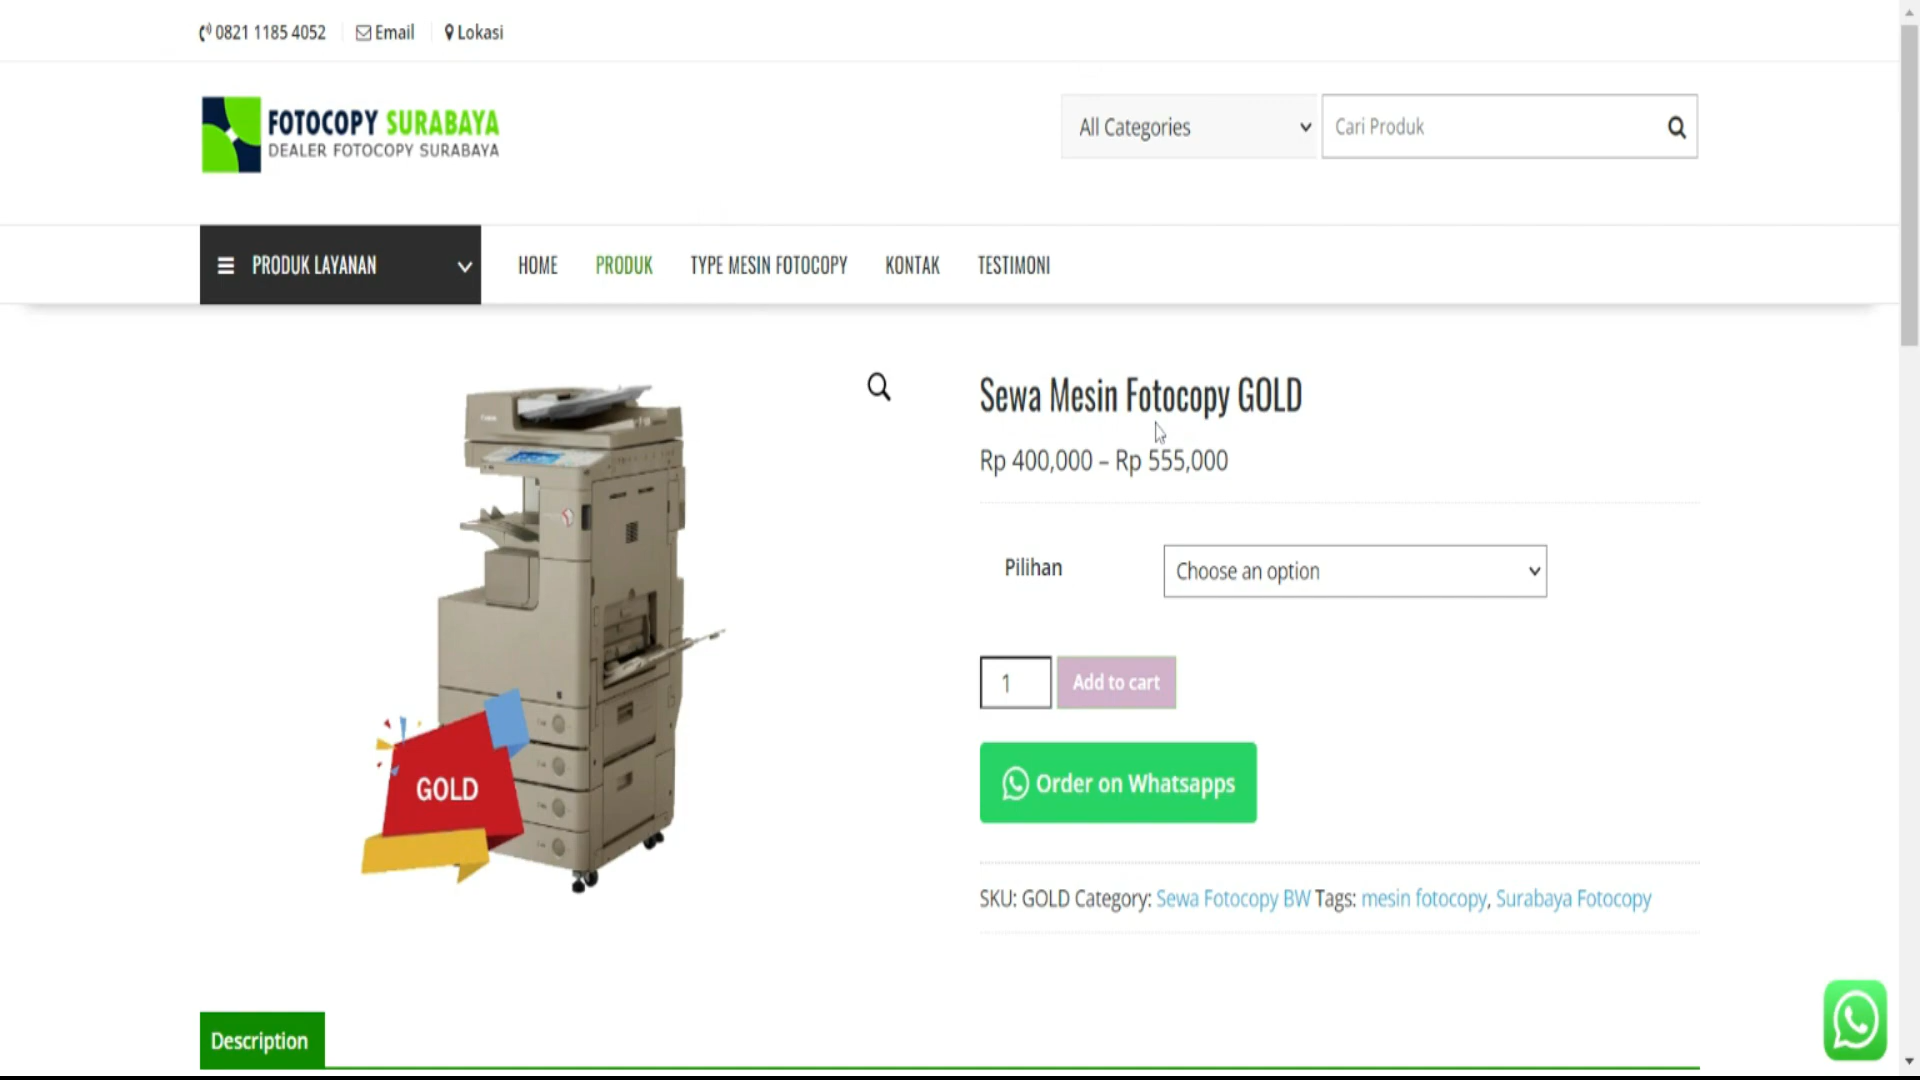 0821 1185 4052 Email Lokasi
FOTOCOPY SURABAYA
DEALER FOTOCOPY SURABAYA
All Categories Cari Produk
PRODUK LAYANAN HOME PRODUK TYPE MESIN FOTOCOPY KONTAK TESTIMONI
Sewa Mesin Fotocopy GOLD
Rp 400,000 – Rp 555,000
Pilihan Choose an option
1 Add to cart
GOLD
Order on Whatsapps
SKU: GOLD Category: Sewa Fotocopy BW Tags: mesin fotocopy, Surabaya Fotocopy
Description